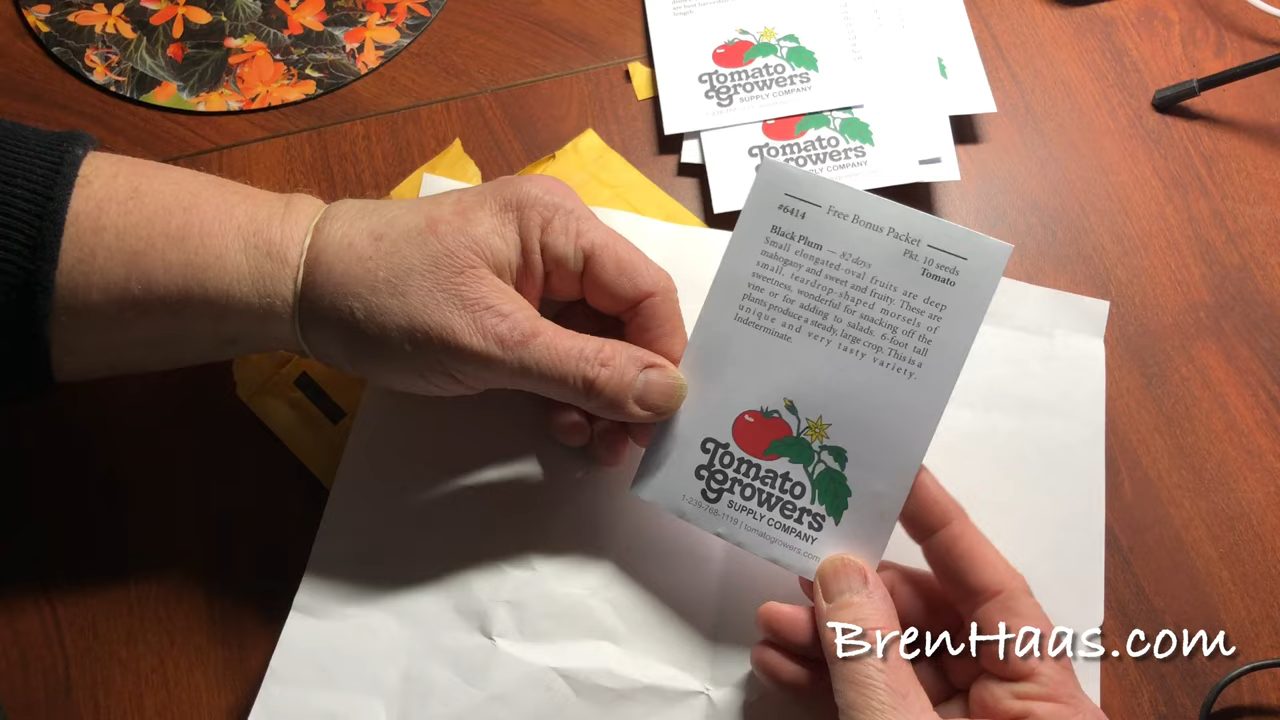 Tomato
Growers
SUPPLY COMPANY
Tomato
Growers
PLY COMPANY
#6414
Free Bonus Packet
Pkt. 10 seeds
Black Plum — 82 days
Tomato
Small elongated-oval fruits are deep
mahogany and sweet and fruity. These are
small, teardrop-shaped morsels of
sweetness, wonderful for snacking off the
vine or for adding to salads. 6-foot tall
plants produce a steady, large crop. This is a
unique and very tasty variety.
Indeterminate.
Tomato
Growers
SUPPLY COMPANY
1-239-768-1119 | tomatogrowers.com
BrenHaas.com